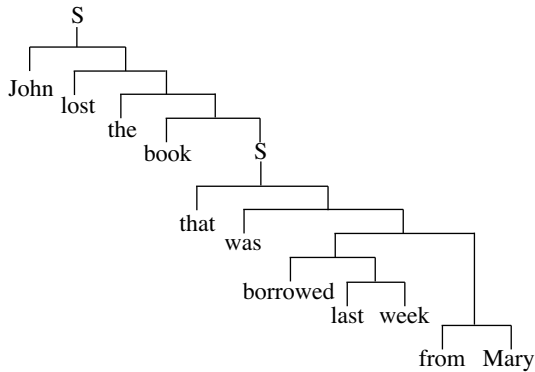 S
John
lost
the
book
S
that
was
borrowed
last week
from Mary